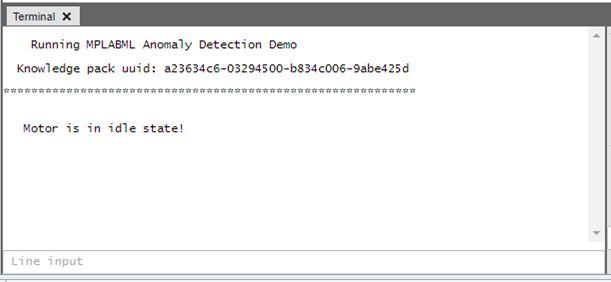 Terminal X
Running MPLABML Anomaly Detection Demo
Knowledge pack uuid: a23634c6-03294500-b834c006-9abe425d
***********************************************************
Motor is in idle state!
Line input